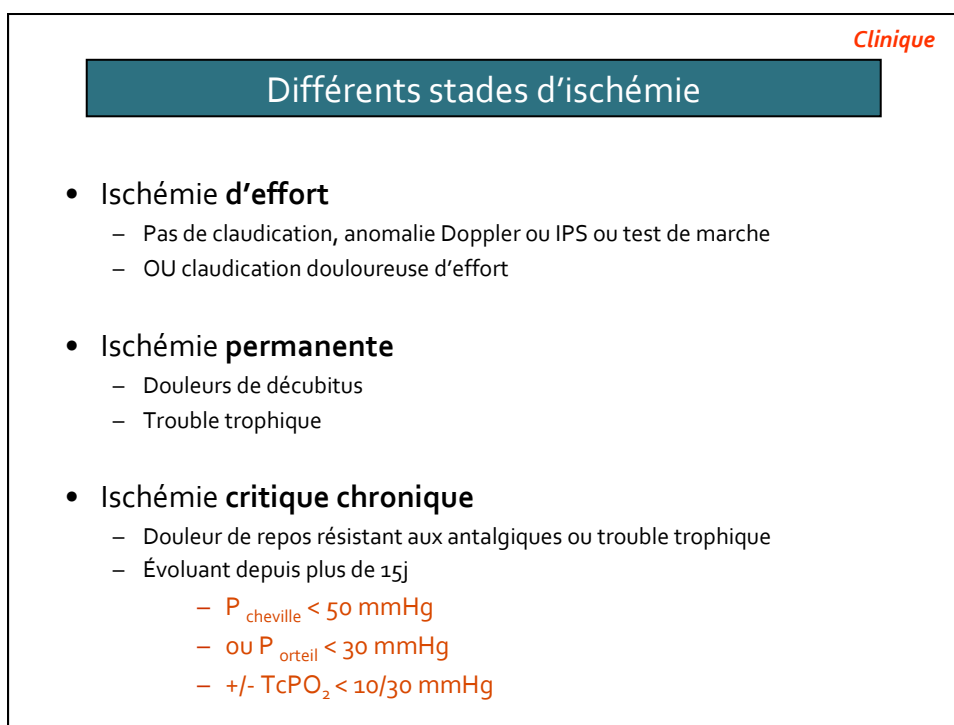 Clinique
Différents stades d'ischémie
• Ischémie d'effort
– Pas de claudication, anomalie Doppler ou IPS ou test de marche
– OU claudication douloureuse d'effort
• Ischémie permanente
– Douleurs de décubitus
– Trouble trophique
• Ischémie critique chronique
– Douleur de repos résistant aux antalgiques ou trouble trophique
– Évoluant depuis plus de 15j
– P cheville < 50 mmHg
– ou P orteil < 30 mmHg
– +/- TcPO₂ < 10/30 mmHg